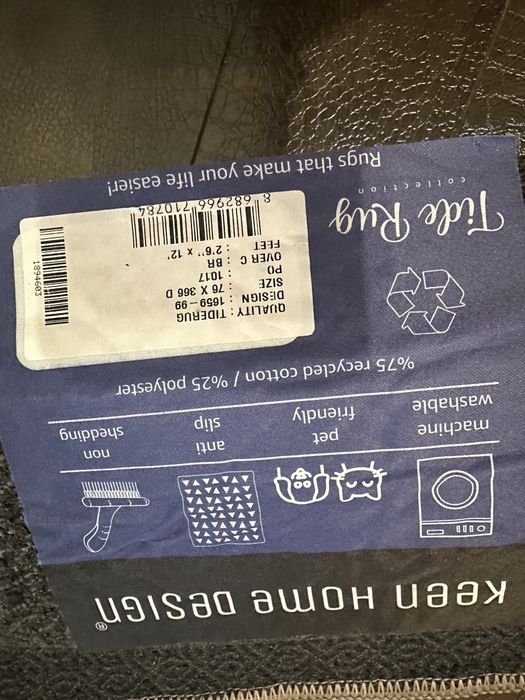 Keen Home Design®
machine washable
pet friendly
anti slip
non shedding
%75 recycled cotton / %25 polyester
Tide Rug
collection
QUALITY : TIDERUG
DESIGN : 1659-99
SIZE : 76 X 366 D
PO : 1017
OVER C : BR
FEET : 2'6'' x 12'
8 682966 710784
1894603
Rugs that make your life easier!